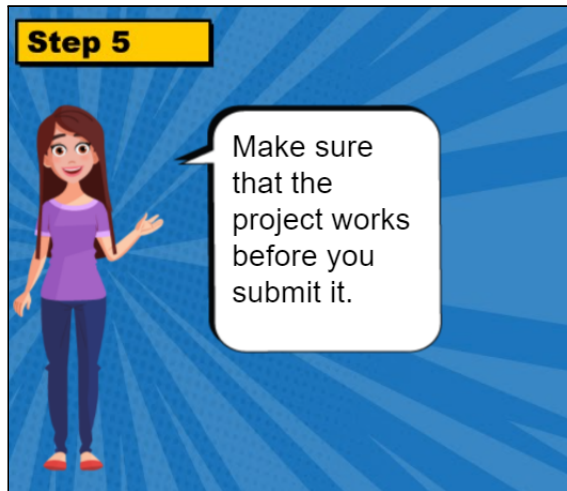 Step 5
Make sure
that the
project works
before you
submit it.